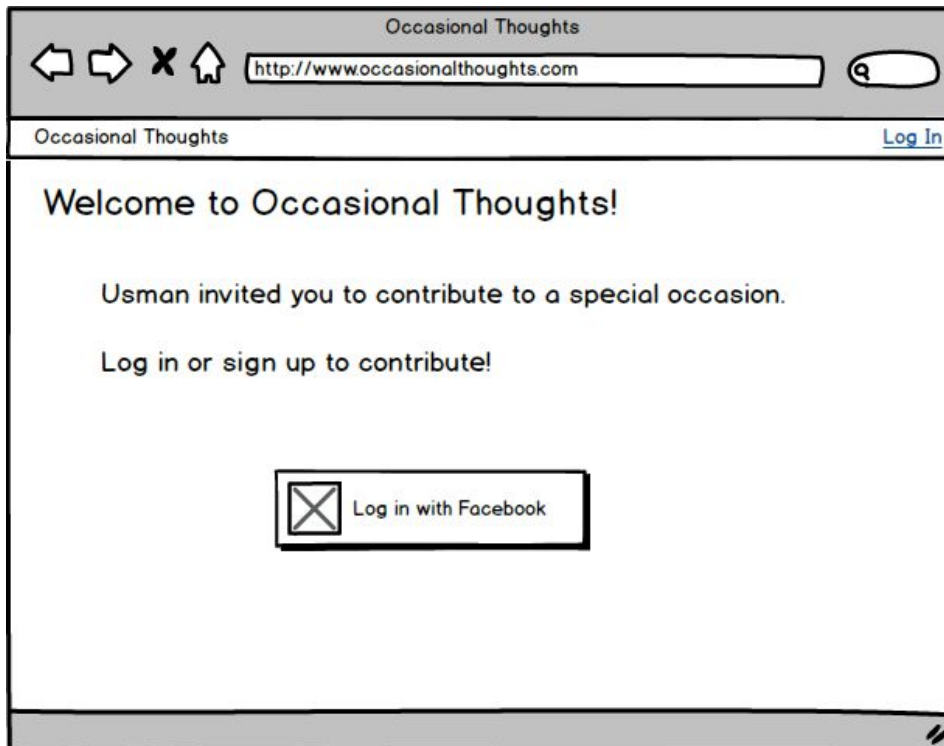 Occasional Thoughts
http://www.occasionalthoughts.com
Occasional Thoughts
Log In
Welcome to Occasional Thoughts!
Usman invited you to contribute to a special occasion.
Log in or sign up to contribute!
Log in with Facebook